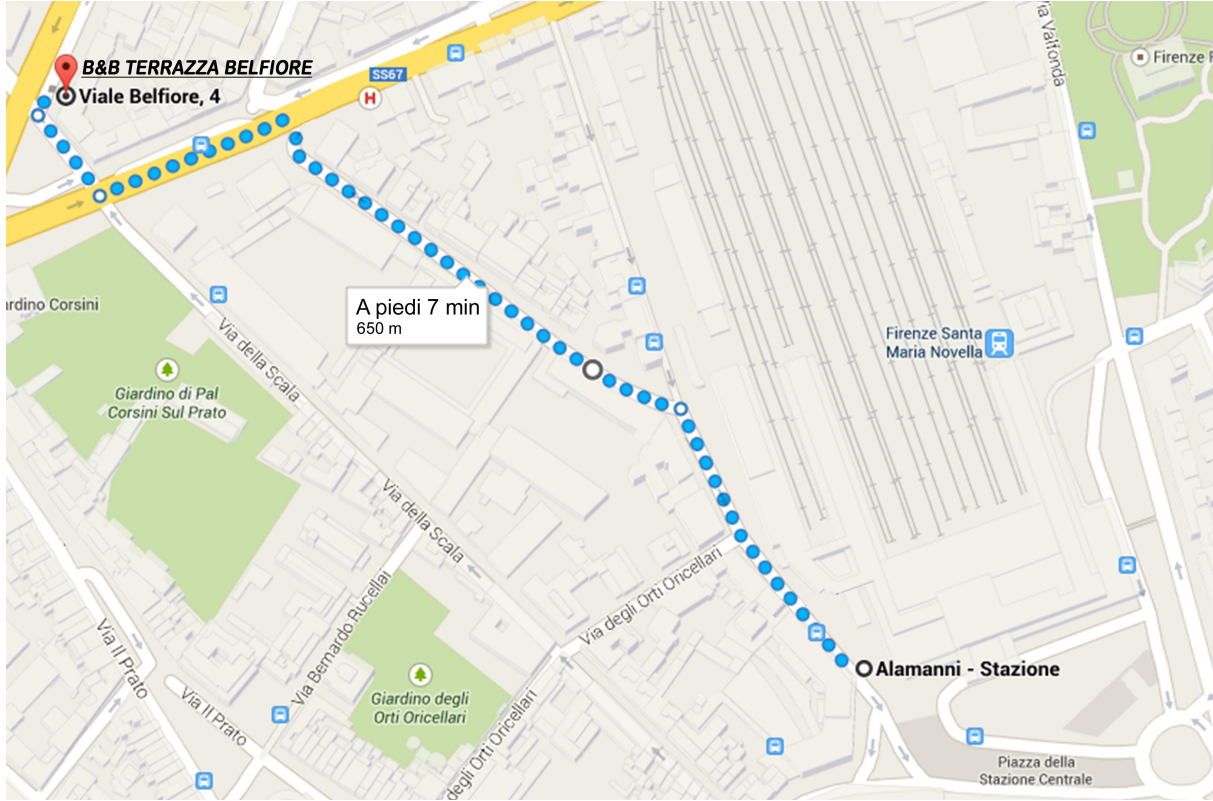 B&B TERRAZZA BELFIORE
Viale Belfiore, 4
SS67
H
Via Valfonda
Firenze F
rdino Corsini
A piedi 7 min
650 m
Firenze Santa
Maria Novella
Via della Scala
Giardino di Pal
Corsini Sul Prato
Via della Scala
Via degli Orti Oricellari
Via Bernardo Rucellai
Via Il Prato
Via Il Prato
Giardino degli
Orti Oricellari
degli Orti Oricellari
Alamanni - Stazione
Piazza della
Stazione Centrale